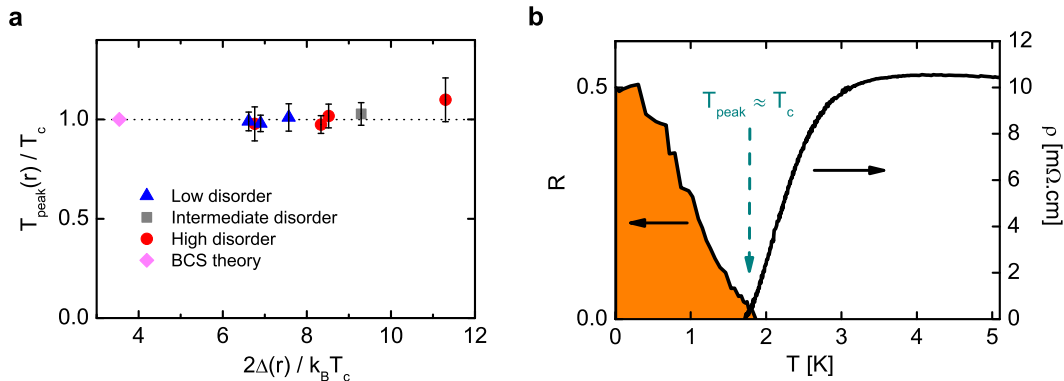 a
T_peak(r) / T_c
1.0
0.5
0.0
Low disorder
Intermediate disorder
High disorder
BCS theory
4 6 8 10 12
2Δ(r) / k_BT_c
b
R
0.5
0.0
T_peak ≈ T_c
12
10
8
6
4
2
0
ρ [mΩ.cm]
0 1 2 3 4 5
T [K]